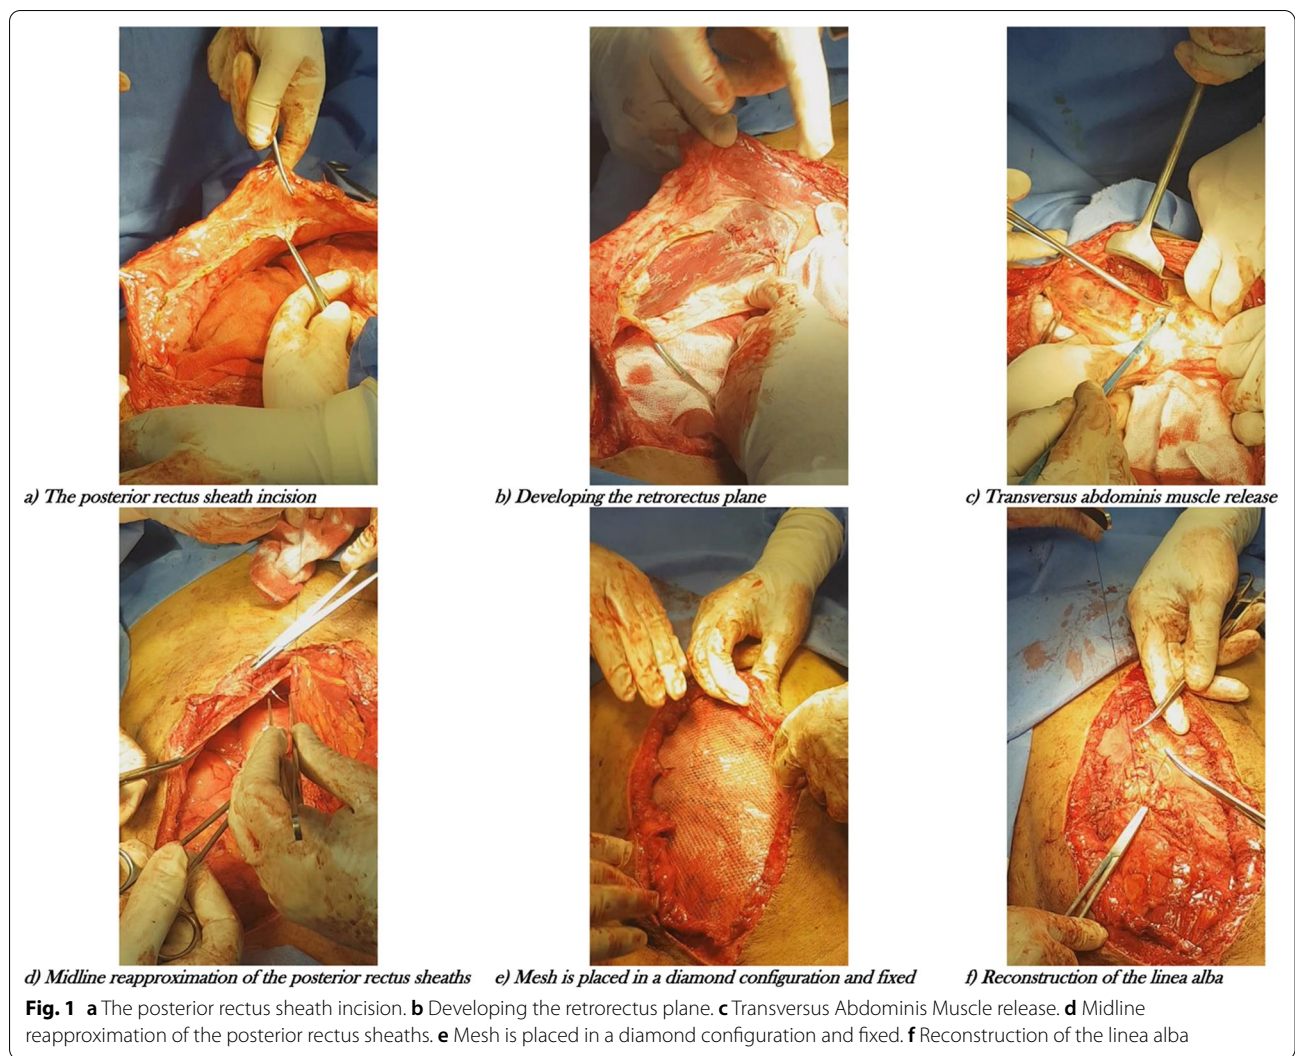 a) The posterior rectus sheath incision
b) Developing the retrorectus plane
c) Transversus abdominis muscle release
d) Midline reapproximation of the posterior rectus sheaths
e) Mesh is placed in a diamond configuration and fixed
f) Reconstruction of the linea alba
Fig. 1 a The posterior rectus sheath incision. b Developing the retrorectus plane. c Transversus Abdominis Muscle release. d Midline
reapproximation of the posterior rectus sheaths. e Mesh is placed in a diamond configuration and fixed. f Reconstruction of the linea alba